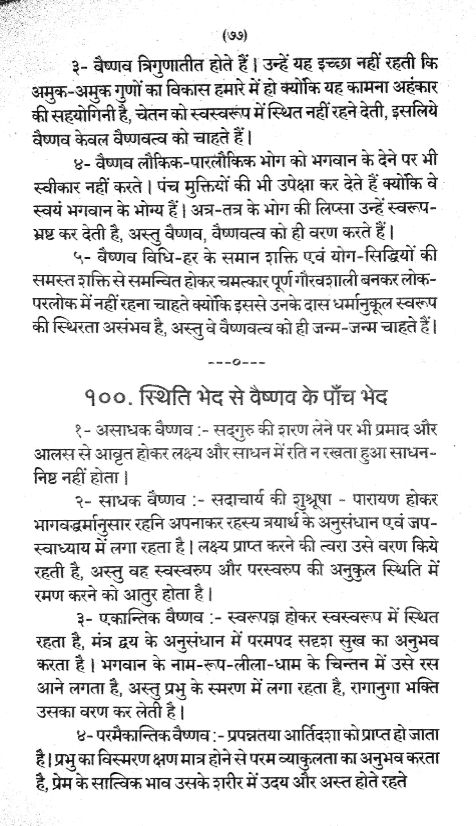 (७७)
३- वैष्णव त्रिगुणातीत होते हैं। उन्हें यह इच्छा नहीं रहती कि
अमुक-अमुक गुणों का विकास हमारे में हो क्योंकि यह कामना अहंकार
की सहयोगिनी है, चेतन को स्वस्वरूप में स्थित नहीं रहने देती, इसलिये
वैष्णव केवल वैष्णवत्व को चाहते हैं।
४- वैष्णव लौकिक-पारलौकिक भोग को भगवान के देने पर भी
स्वीकार नहीं करते। पंच मुक्तियों की भी उपेक्षा कर देते हैं क्योंकि वे
स्वयं भगवान के भोग्य हैं। अत्र-तत्र के भोग की लिप्सा उन्हें स्वरूप-
भ्रष्ट कर देती है, अस्तु वैष्णव, वैष्णवत्व को ही वरण करते हैं।
५- वैष्णव विधि-हर के समान शक्ति एवं योग-सिद्धियों की
समस्त शक्ति से समन्वित होकर चमत्कार पूर्ण गौरवशाली बनकर लोक-
परलोक में नहीं रहना चाहते क्योंकि इससे उनके दास धर्मानुकूल स्वरूप
की स्थिरता असंभव है, अस्तु वे वैष्णवत्व को ही जन्म-जन्म चाहते हैं।
---०---
१००. स्थिति भेद से वैष्णव के पाँच भेद
१- असाधक वैष्णव :- सद्गुरु की शरण लेने पर भी प्रमाद और
आलस से आवृत होकर लक्ष्य और साधन में रति न रखता हुआ साधन-
निष्ट नहीं होता।
२- साधक वैष्णव :- सदाचार्य की शुश्रूषा - पारायण होकर
भागवद्धर्मानुसार रहनि अपनाकर रहस्य त्रयार्थ के अनुसंधान एवं जप-
स्वाध्याय में लगा रहता है। लक्ष्य प्राप्त करने की त्वरा उसे वरण किये
रहती है, अस्तु वह स्वस्वरुप और परस्वरुप की अनुकुल स्थिति में
रमण करने को आतुर होता है।
३- एकान्तिक वैष्णव :- स्वरूपज्ञ होकर स्वस्वरूप में स्थित
रहता है, मंत्र द्वय के अनुसंधान में परमपद सदृश सुख का अनुभव
करता है। भगवान के नाम-रूप-लीला-धाम के चिन्तन में उसे रस
आने लगता है, अस्तु प्रभु के स्मरण में लगा रहता है, रागानुगा भक्ति
उसका वरण कर लेती है।
४- परमैकान्तिक वैष्णव :- प्रपन्नतया आर्तिदशा को प्राप्त हो जाता
है। प्रभु का विस्मरण क्षण मात्र होने से परम व्याकुलता का अनुभव करता
है, प्रेम के सात्विक भाव उसके शरीर में उदय और अस्त होते रहते